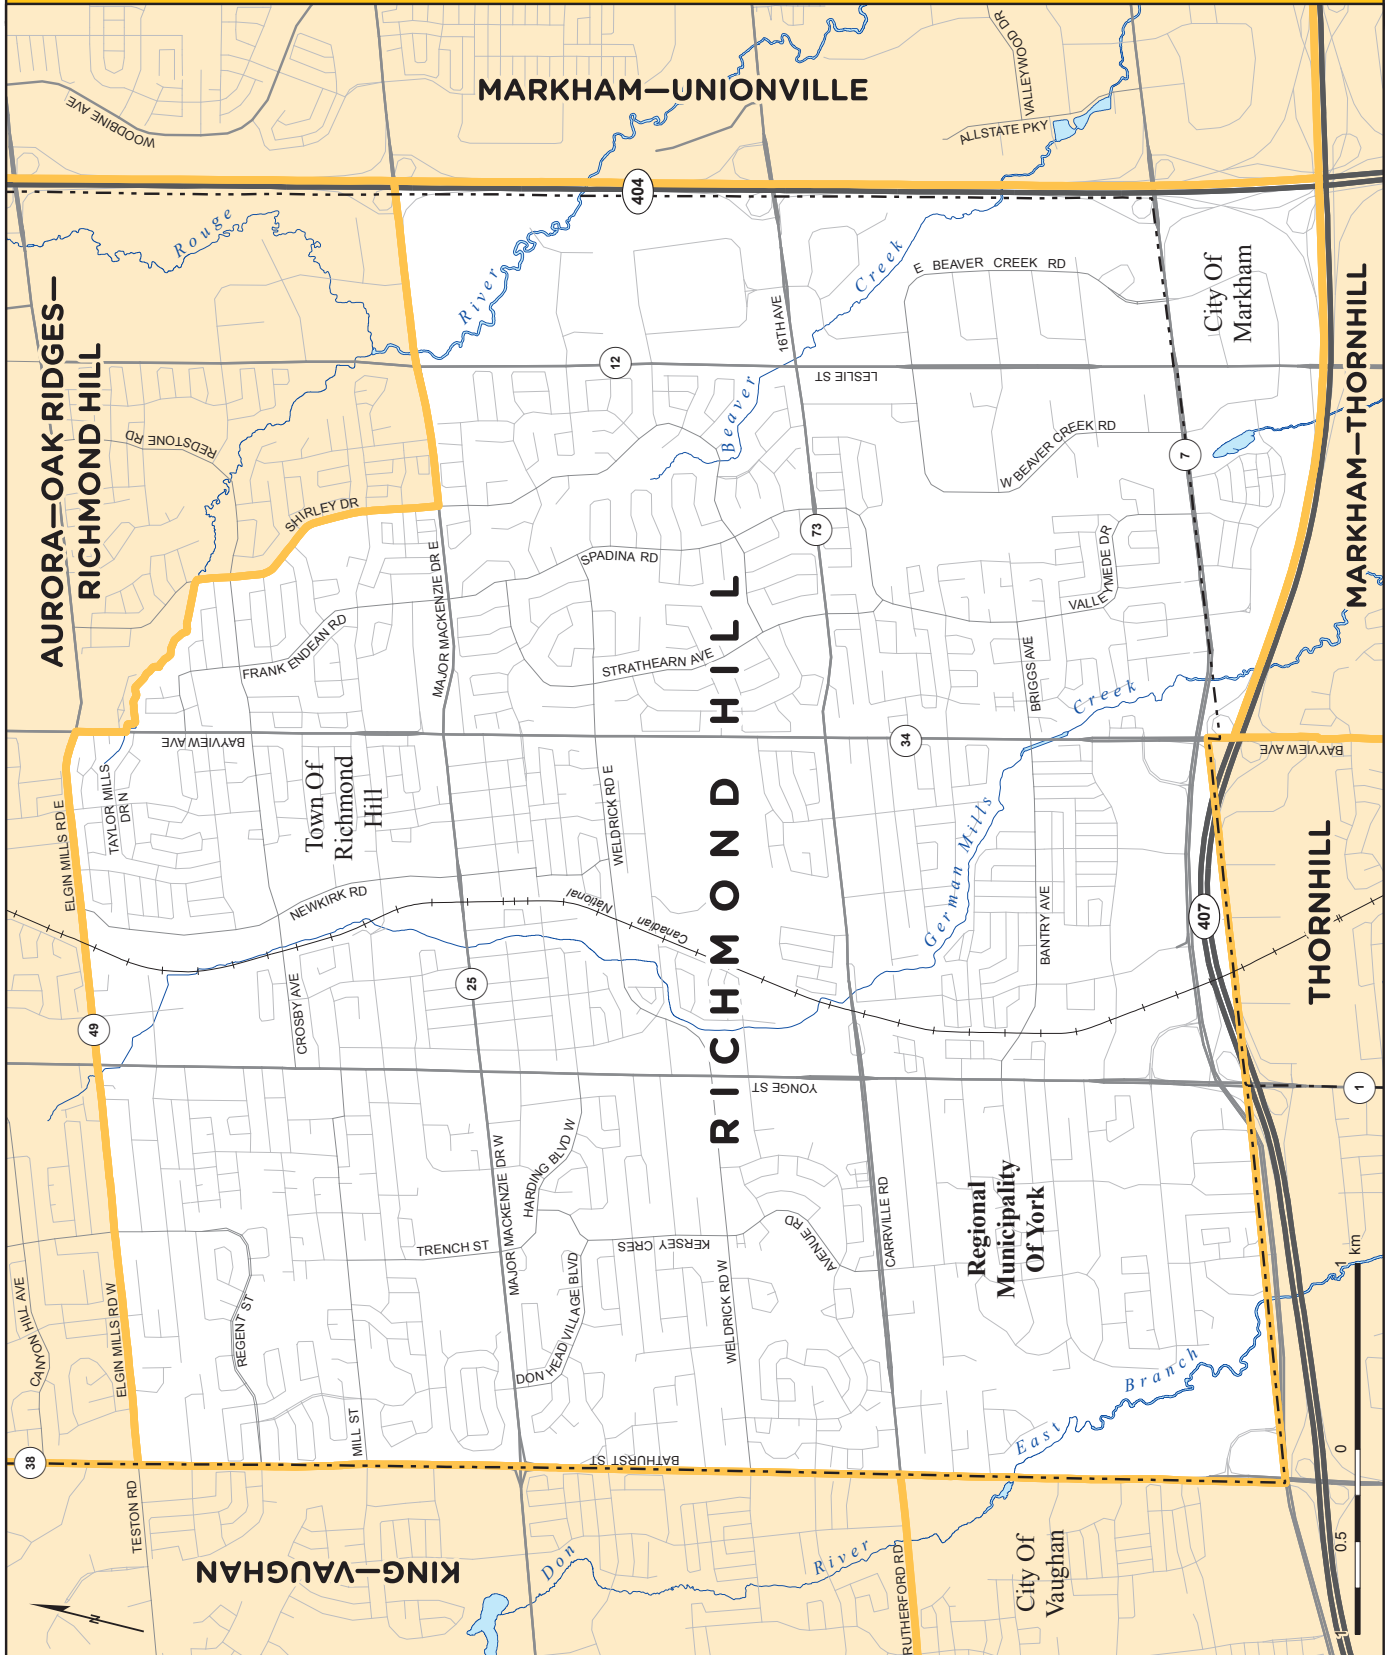 MARKHAM—UNIONVILLE
WOODBINE AVE
VALLEYWOOD DR
ALLSTATE PKY
404
Rouge
River
AURORA—OAK RIDGES—
RICHMOND HILL
E BEAVER CREEK RD
Creek
City Of
Markham
16TH AVE
12
LESLIE ST
MARKHAM—THORNHILL
Beaver
REDSTONE RD
W BEAVER CREEK RD
7
SHIRLEY DR
73
SPADINA RD
VALLEYMEDE DR
MAJOR MACKENZIE DR E
FRANK ENDEAN RD
STRATHEARN AVE
BRIGGS AVE
Creek
BAYVIEW AVE
34
BAYVIEW AVE
TAYLOR MILLS
DR N
Town Of
Richmond
Hill
WELDRICK RD E
ELGIN MILLS RD E
RICHMOND HILL
German Mills
NEWKIRK RD
National
Canadian
BANTRY AVE
407
THORNHILL
25
CROSBY AVE
49
YONGE ST
1
MAJOR MACKENZIE DR W
HARDING BLVD W
TRENCH ST
KERSEY CRES
AVENUE RD
CARRVILLE RD
Regional
Municipality
Of York
DON HEAD VILLAGE BLVD
WELDRICK RD W
REGENT ST
ELGIN MILLS RD W
CANYON HILL AVE
MILL ST
BATHURST ST
38
East
Branch
TESTON RD
KING—VAUGHAN
Don
River
RUTHERFORD RD
City Of
Vaughan
N
1
0.5
0
1
km